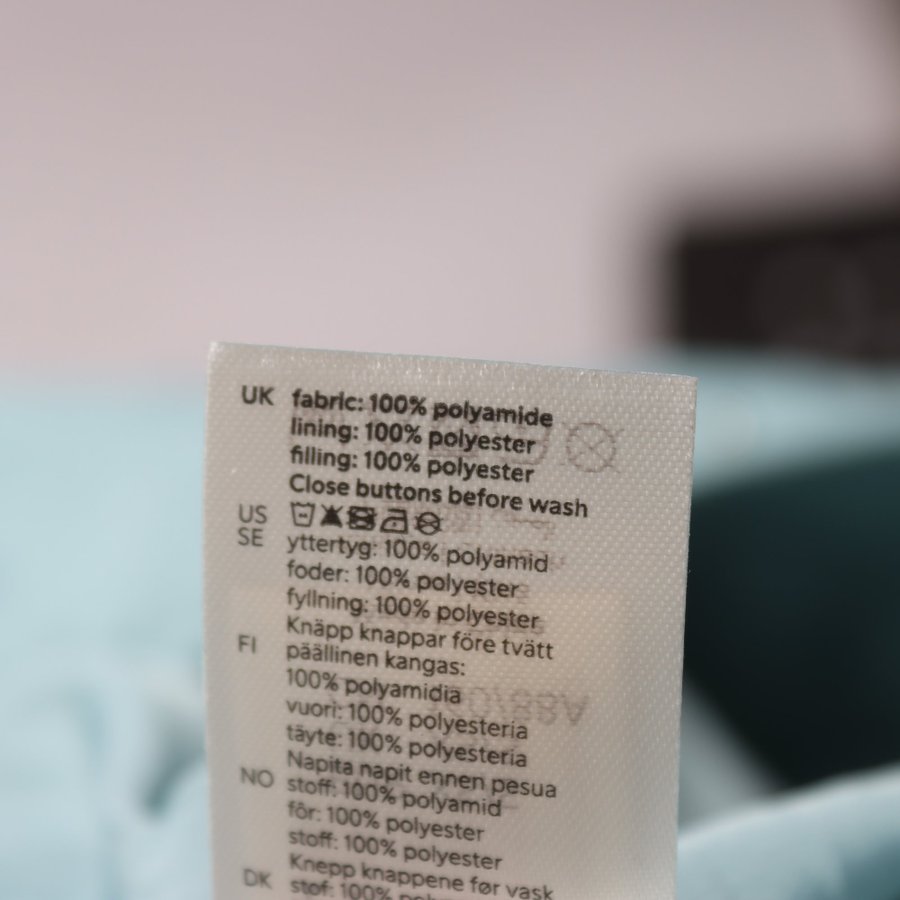 UK fabric: 100% polyamide
lining: 100% polyester
filling: 100% polyester
Close buttons before wash
US
SE yttertyg: 100% polyamid
foder: 100% polyester
fyllning: 100% polyester
Knäpp knappar före tvätt
FI päällinen kangas:
100% polyamidia
vuori: 100% polyesteria
täyte: 100% polyesteria
Napita napit ennen pesua
NO stoff: 100% polyamid
fôr: 100% polyester
stoff: 100% polyester
Knepp knappene før vask
DK stof: 100%